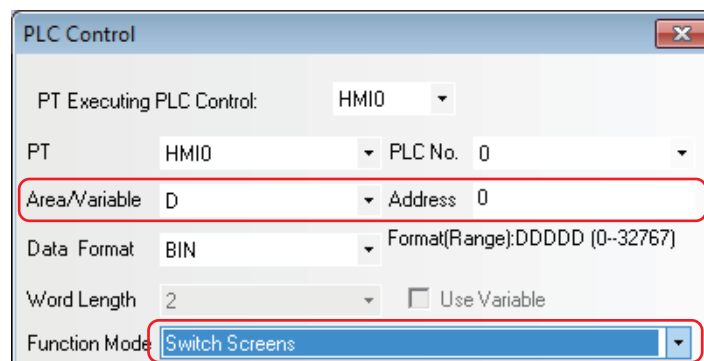 PLC Control
PT Executing PLC Control: HMI0
PT HMI0 PLC No. 0
Area/Variable D Address 0
Data Format BIN Format(Range):DDDDD (0--32767)
Word Length 2 Use Variable
Function Mode Switch Screens